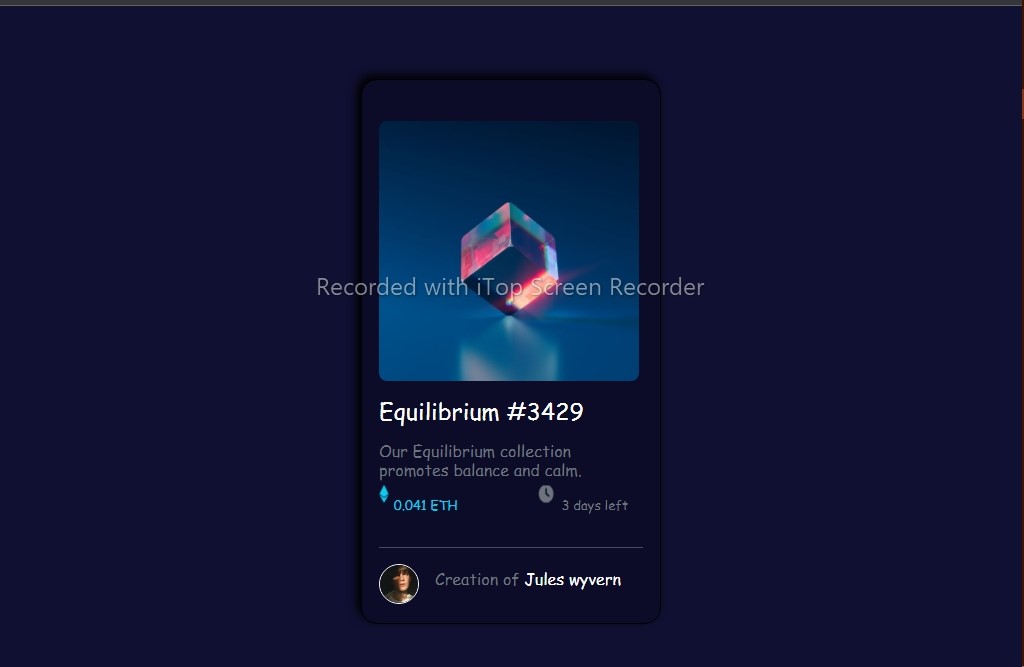 Recorded with iTop Screen Recorder
Equilibrium #3429
Our Equilibrium collection
promotes balance and calm.
0.041 ETH 3 days left
Creation of Jules wyvern